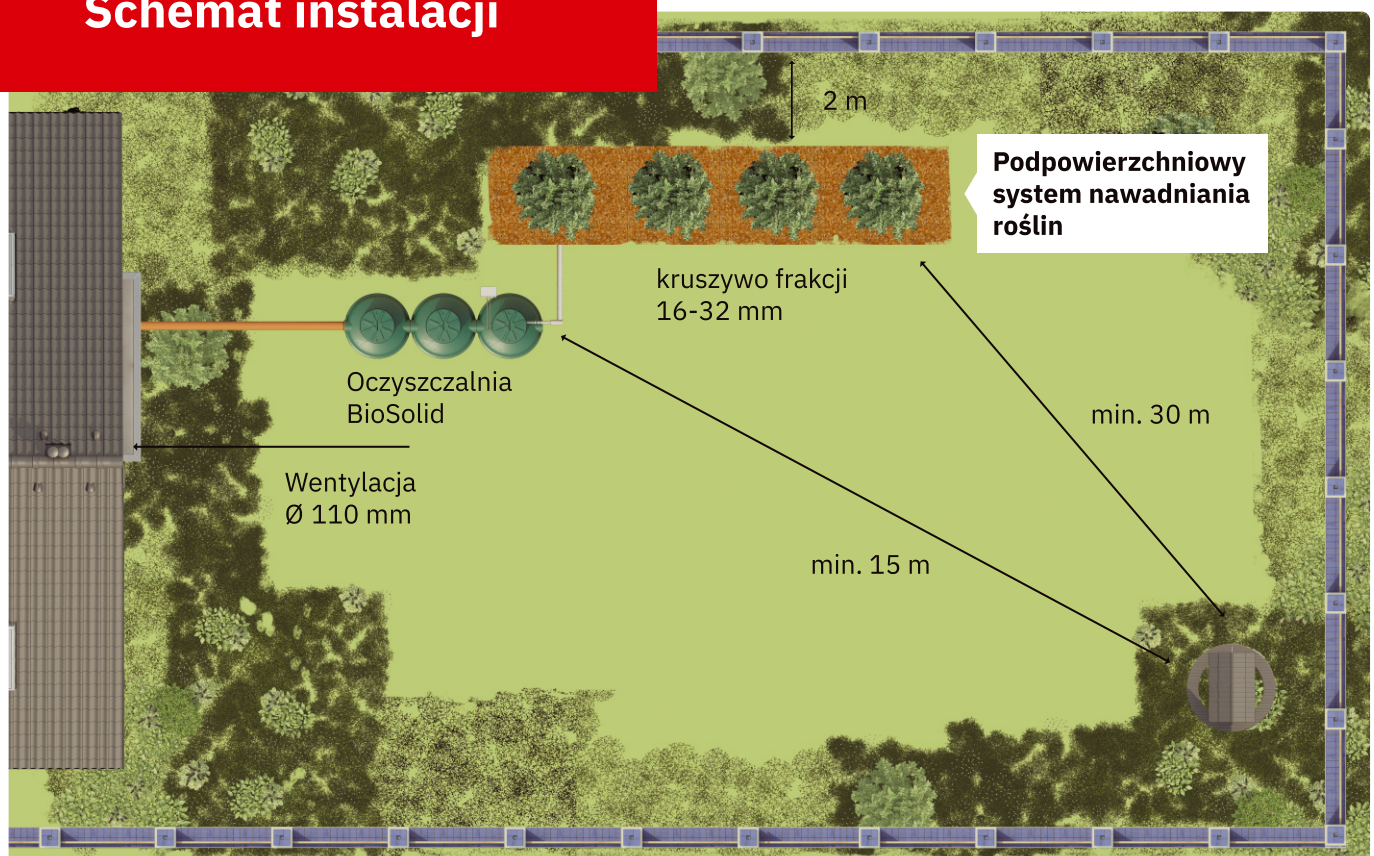 Schemat instalacji
2 m
Podpowierzchniowy
system nawadniania
roślin
kruszywo frakcji
16-32 mm
Oczyszczalnia
BioSolid
min. 30 m
Wentylacja
Ø 110 mm
min. 15 m